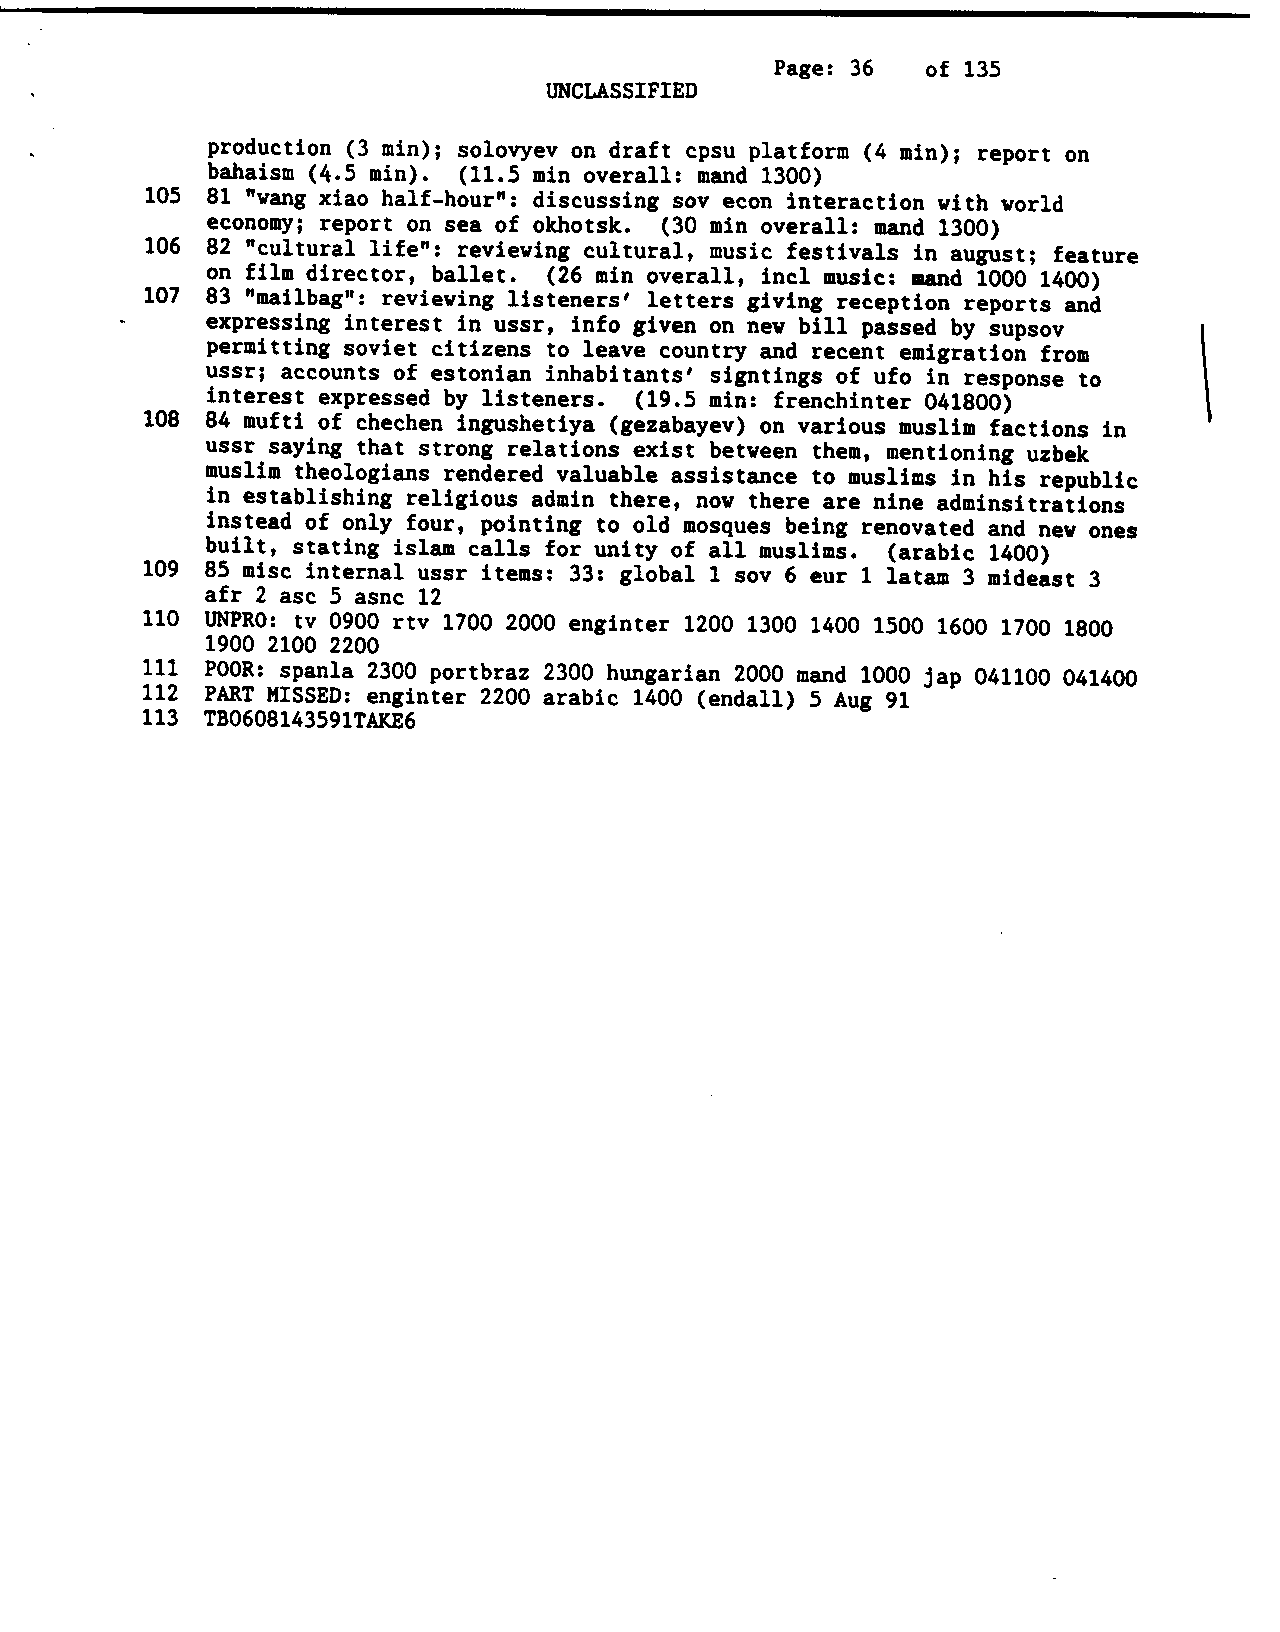 Page: 36 of 135
UNCLASSIFIED
production (3 min); solovyev on draft cpsu platform (4 min); report on
bahaism (4.5 min). (11.5 min overall: mand 1300)
105 81 "wang xiao half-hour": discussing sov econ interaction with world
economy; report on sea of okhotsk. (30 min overall: mand 1300)
106 82 "cultural life": reviewing cultural, music festivals in august; feature
on film director, ballet. (26 min overall, incl music: mand 1000 1400)
107 83 "mailbag": reviewing listeners' letters giving reception reports and
expressing interest in ussr, info given on new bill passed by supsov
permitting soviet citizens to leave country and recent emigration from
ussr; accounts of estonian inhabitants' signtings of ufo in response to
interest expressed by listeners. (19.5 min: frenchinter 041800)
108 84 mufti of chechen ingushetiya (gezabayev) on various muslim factions in
ussr saying that strong relations exist between them, mentioning uzbek
muslim theologians rendered valuable assistance to muslims in his republic
in establishing religious admin there, now there are nine adminsitrations
instead of only four, pointing to old mosques being renovated and new ones
built, stating islam calls for unity of all muslims. (arabic 1400)
109 85 misc internal ussr items: 33: global 1 sov 6 eur 1 latam 3 mideast 3
afr 2 asc 5 asnc 12
110 UNPRO: tv 0900 rtv 1700 2000 enginter 1200 1300 1400 1500 1600 1700 1800
1900 2100 2200
111 POOR: spanla 2300 portbraz 2300 hungarian 2000 mand 1000 jap 041100 041400
112 PART MISSED: enginter 2200 arabic 1400 (endall) 5 Aug 91
113 TB0608143591TAKE6